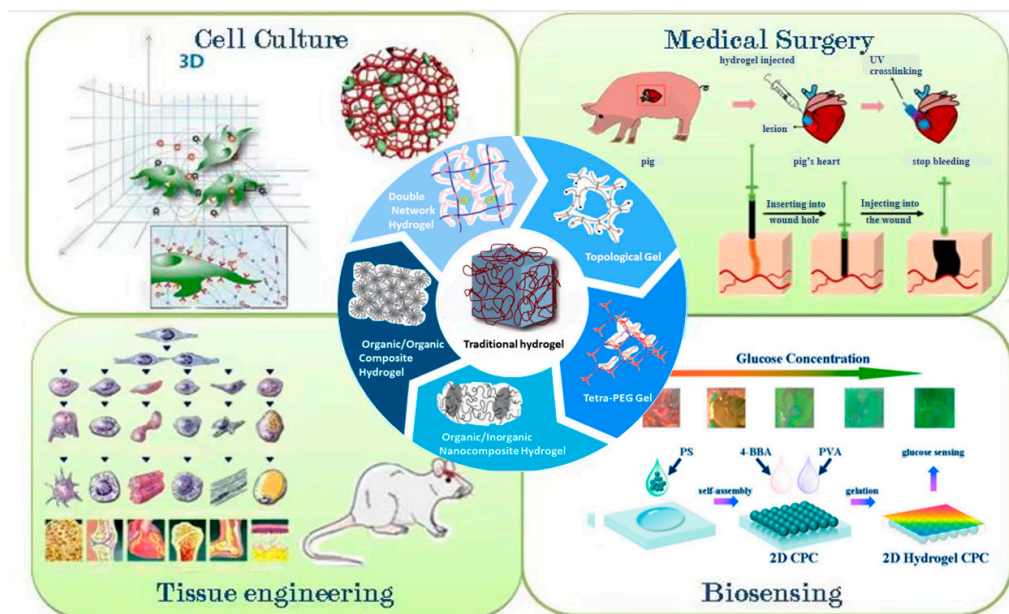 Cell Culture
3D
Medical Surgery
hydrogel injected
UV
crosslinking
lesion
pig
pig's heart
stop bleeding
Inserting into
wound hole
Injecting into
the wound
Double
Network
Hydrogel
Topological Gel
Organic/Organic
Composite
Hydrogel
Traditional hydrogel
Tetra-PEG Gel
Organic/Inorganic
Nanocomposite Hydrogel
Tissue engineering
Glucose Concentration
PS
4-BBA
PVA
glucose sensing
self-assembly
gelation
2D CPC
2D Hydrogel CPC
Biosensing